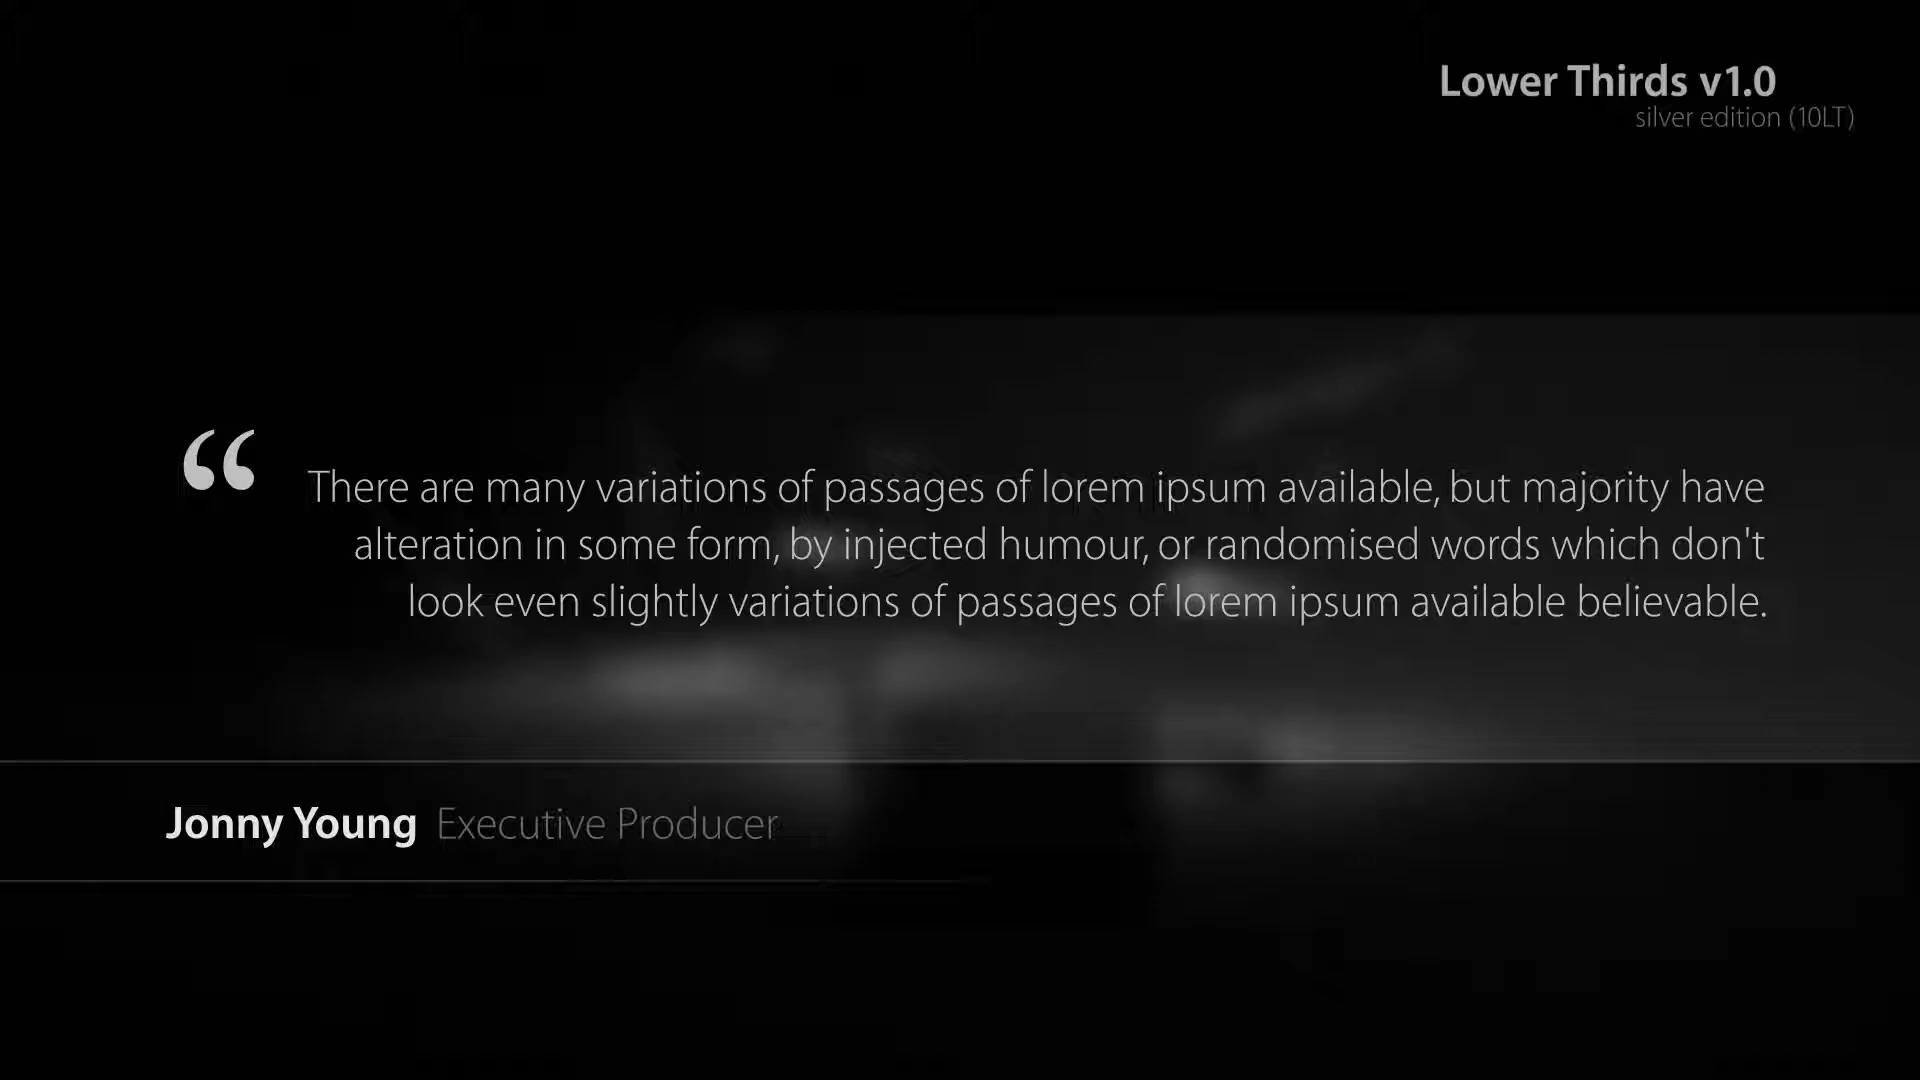 Lower Thirds v1.0
silver edition (10LT)
“ There are many variations of passages of lorem ipsum available, but majority have
alteration in some form, by injected humour, or randomised words which don't
look even slightly variations of passages of lorem ipsum available believable.
Jonny Young Executive Producer